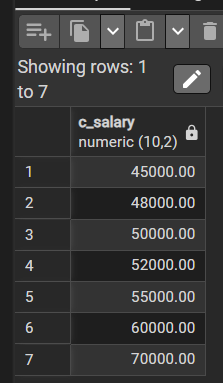 Showing rows: 1
to 7
c_salary
numeric (10,2)
1 45000.00
2 48000.00
3 50000.00
4 52000.00
5 55000.00
6 60000.00
7 70000.00